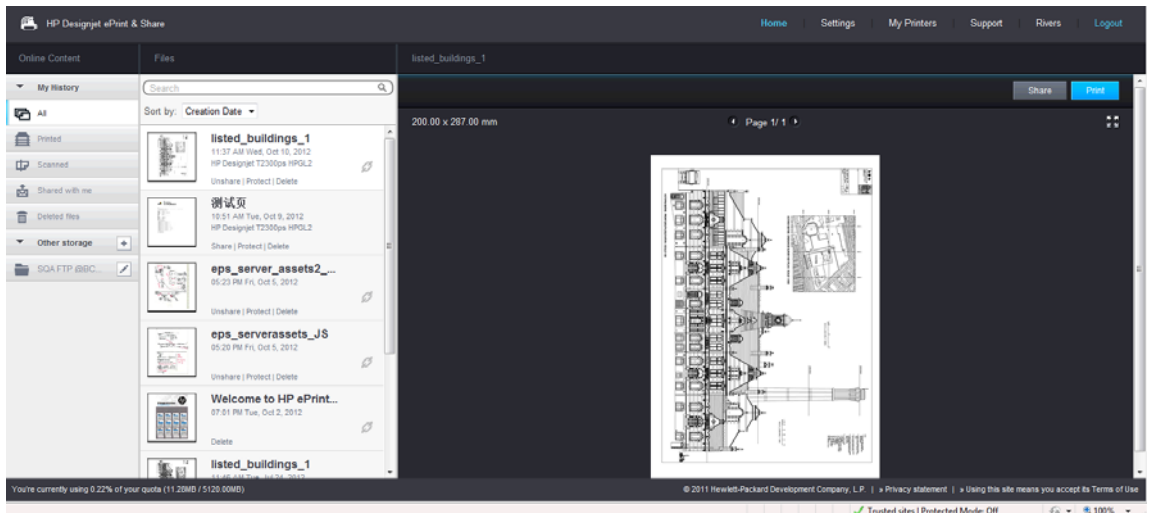 HP Designjet ePrint & Share
Home Settings My Printers Support Rivers Logout
Online Content
Files
listed_buildings_1
My History
All
Printed
Scanned
Shared with me
Deleted files
Other storage
SQA FTP @BC...
Search
Sort by: Creation Date
listed_buildings_1
11:37 AM Wed, Oct 10, 2012
HP Designjet T2300ps HPGL2
Unshare | Protect | Delete
测试页
10:51 AM Tue, Oct 9, 2012
HP Designjet T2300ps HPGL2
Share | Protect | Delete
eps_server_assets2_...
05:23 PM Fri, Oct 5, 2012
Unshare | Protect | Delete
eps_serverassets_JS
05:20 PM Fri, Oct 5, 2012
Unshare | Protect | Delete
Welcome to HP ePrint...
07:01 PM Tue, Oct 2, 2012
Delete
listed_buildings_1
Share Print
200.00 x 287.00 mm
Page 1/ 1
You're currently using 0.22% of your quota (11.20MB / 5120.00MB)
© 2011 Hewlett-Packard Development Company, L.P. | » Privacy statement | » Using this site means you accept its Terms of Use
Trusted sites | Protected Mode: Off
100%